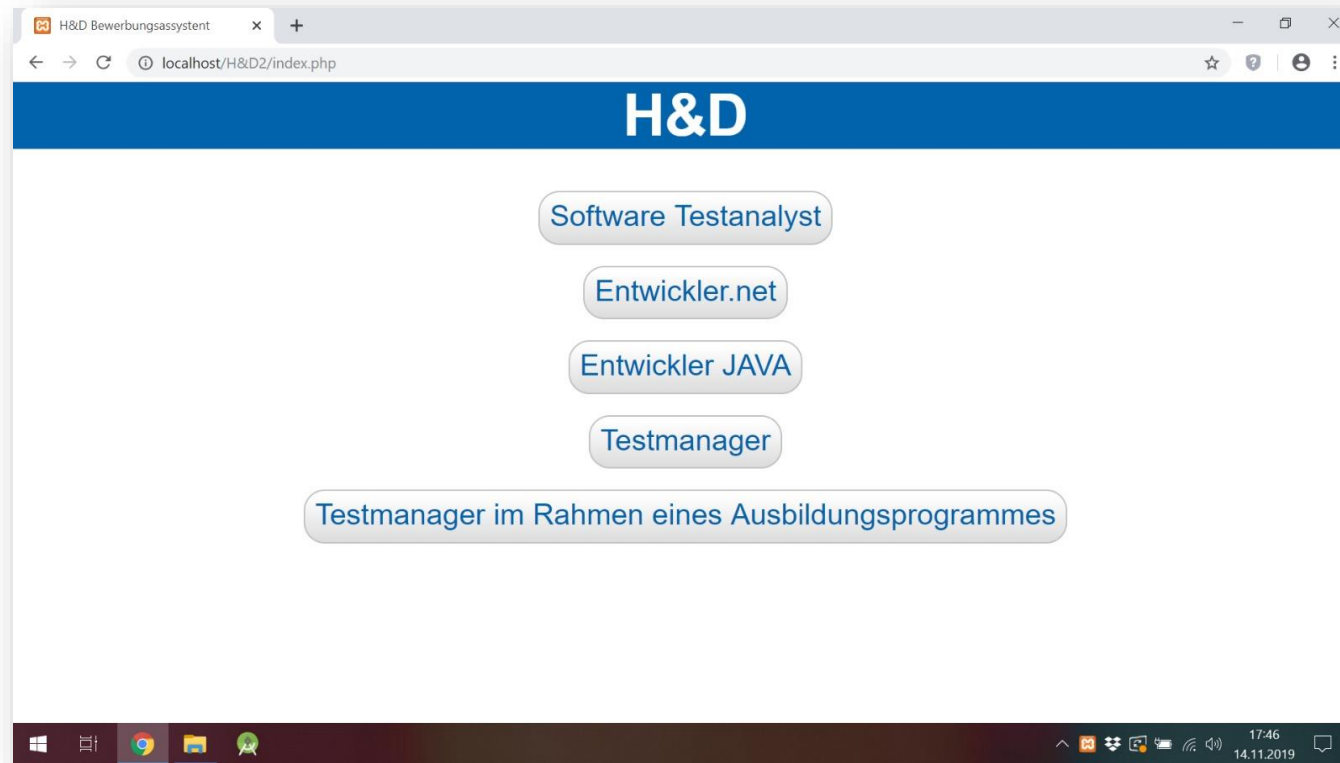 H&D Bewerbungsassystent
localhost/H&D2/index.php
H&D
Software Testanalyst
Entwickler.net
Entwickler JAVA
Testmanager
Testmanager im Rahmen eines Ausbildungsprogrammes
17:46
14.11.2019